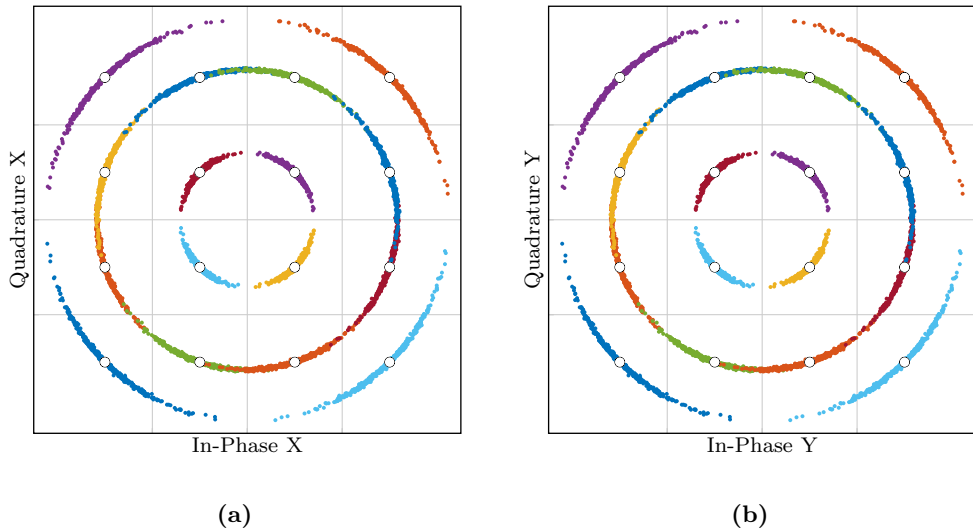 Quadrature X
In-Phase X
(a)
Quadrature Y
In-Phase Y
(b)